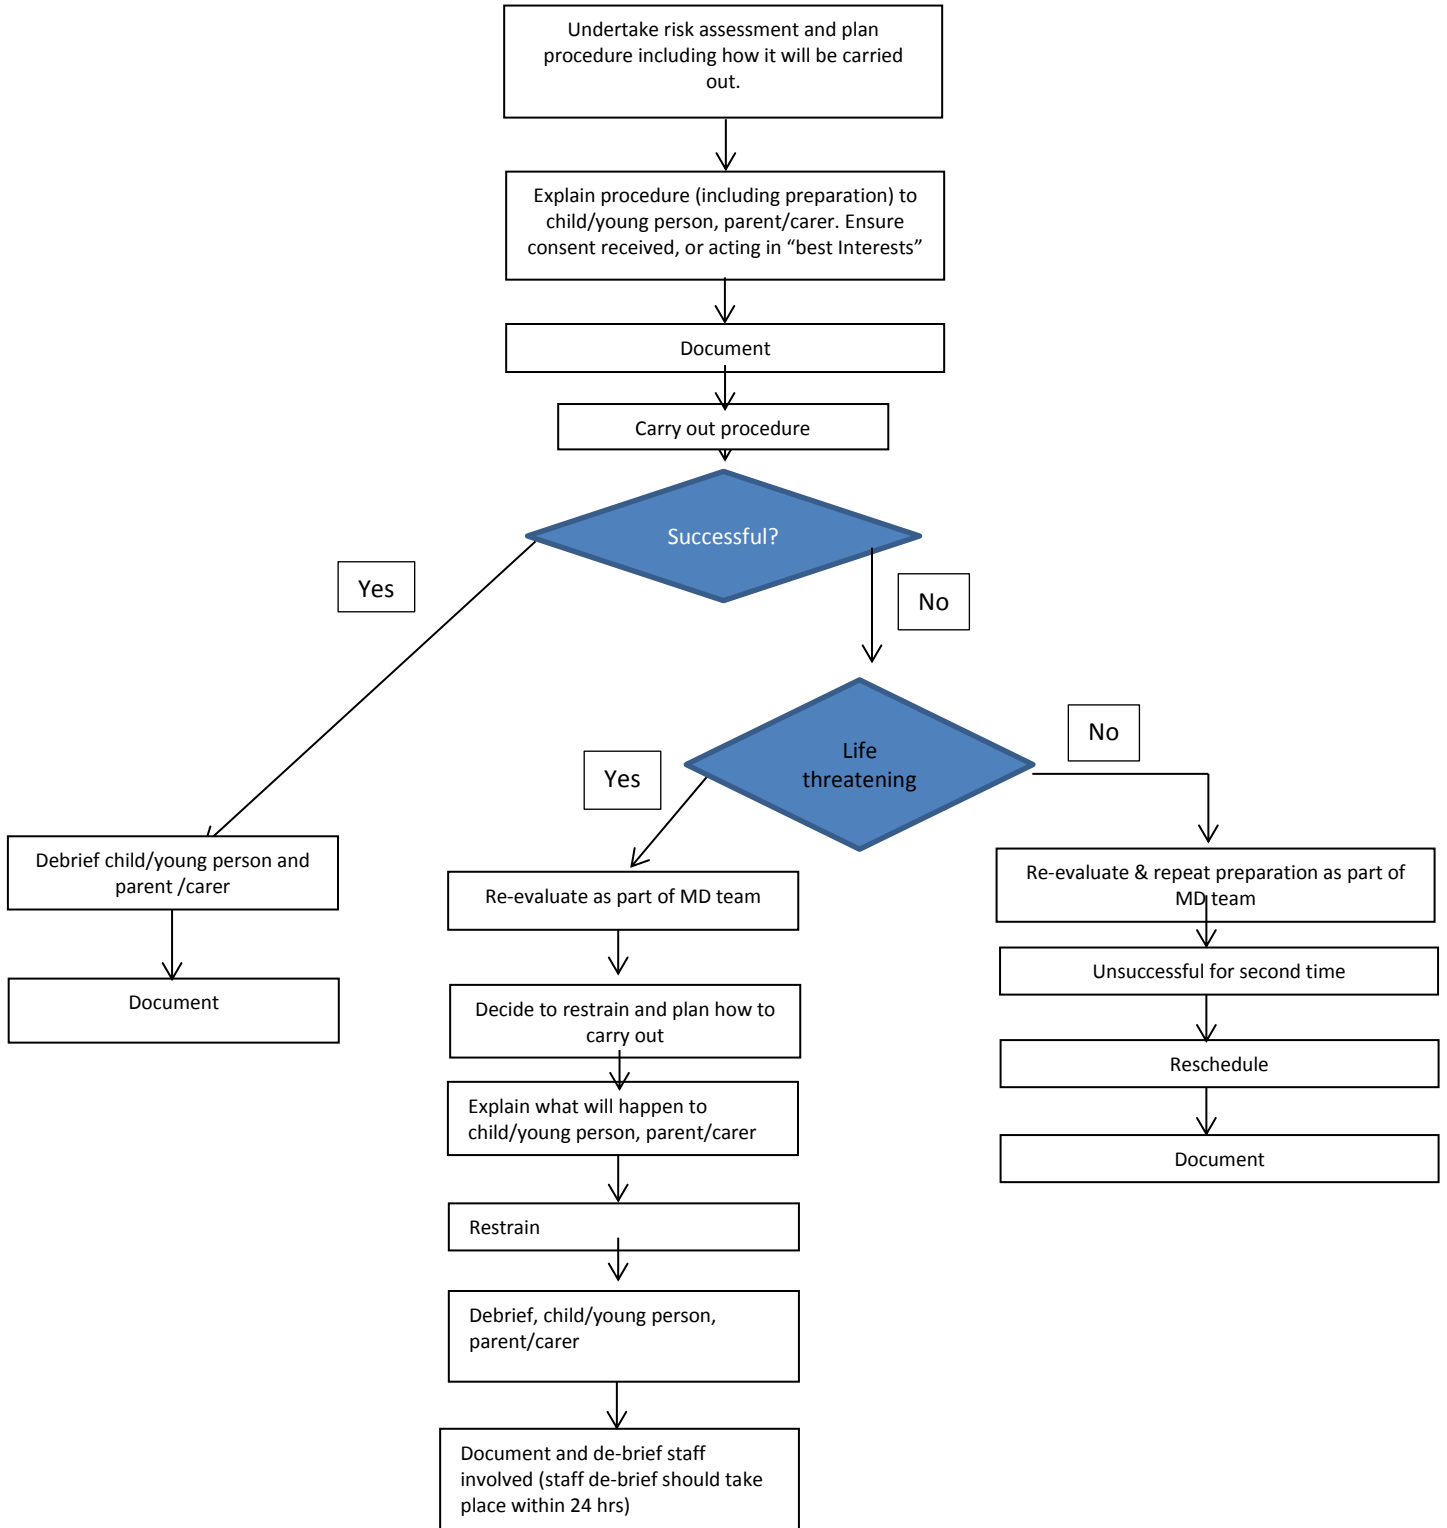 Undertake risk assessment and plan
procedure including how it will be carried
out.
Explain procedure (including preparation) to
child/young person, parent/carer. Ensure
consent received, or acting in “best Interests”
Document
Carry out procedure
Successful?
Yes
No
Life
threatening
Yes
No
Debrief child/young person and
parent /carer
Document
Re-evaluate as part of MD team
Decide to restrain and plan how to
carry out
Explain what will happen to
child/young person, parent/carer
Restrain
Debrief, child/young person,
parent/carer
Document and de-brief staff
involved (staff de-brief should take
place within 24 hrs)
Re-evaluate & repeat preparation as part of
MD team
Unsuccessful for second time
Reschedule
Document